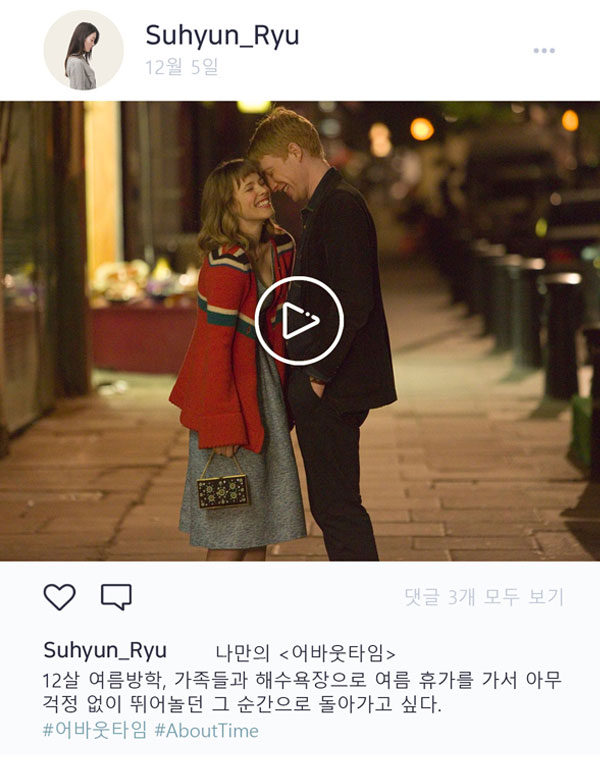 Suhyun_Ryu
12월 5일
댓글 3개 모두 보기
Suhyun_Ryu 나만의 <어바웃타임>
12살 여름방학, 가족들과 해수욕장으로 여름 휴가를 가서 아무
걱정 없이 뛰어놀던 그 순간으로 돌아가고 싶다.
#어바웃타임 #AboutTime